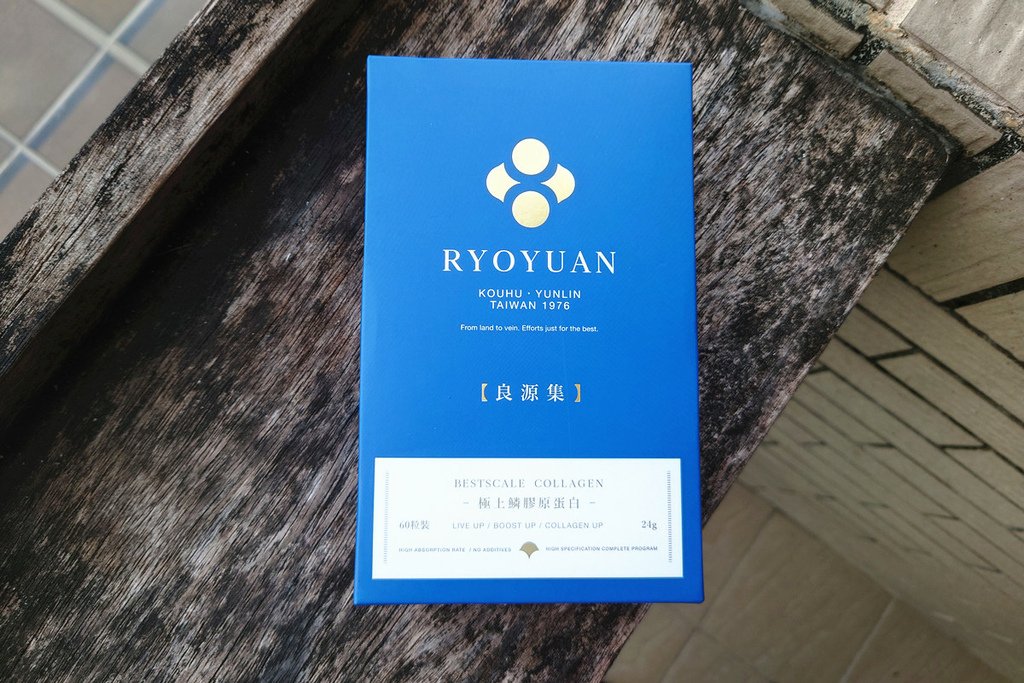 RYOYUAN
KOUHU · YUNLIN
TAIWAN 1976
From land to vein. Efforts just for the best.
【良源集】
BESTSCALE COLLAGEN
- 極上鱗膠原蛋白 -
60粒裝 LIVE UP / BOOST UP / COLLAGEN UP 24g
HIGH ABSORPTION RATE / NO ADDITIVES HIGH SPECIFICATION COMPLETE PROGRAM